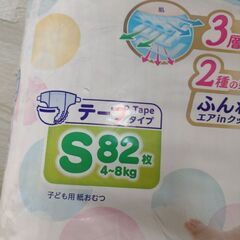 肌
3層
2種の
ふんわ
エアinクッ
テープ Tape
タイプ
S 82枚
4~8kg
子ども用 紙おむつ